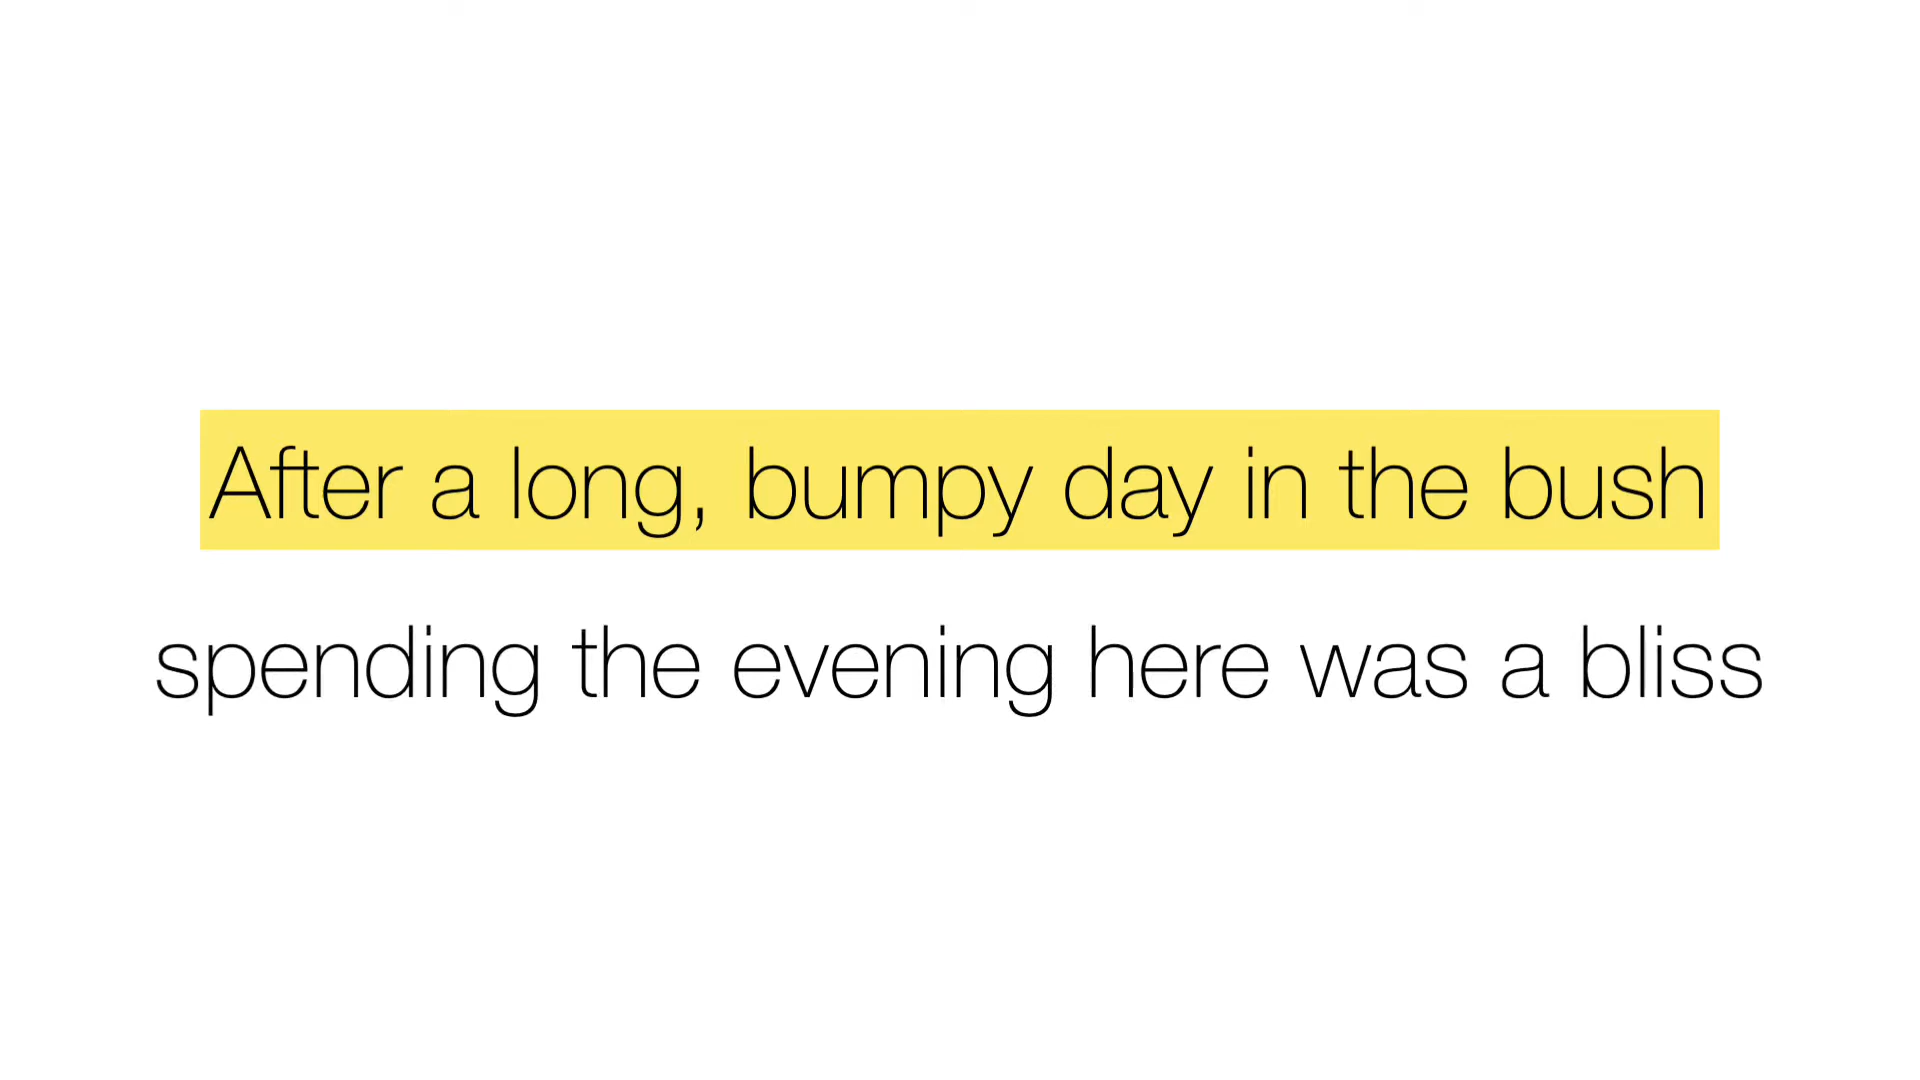 After a long, bumpy day in the bush
spending the evening here was a bliss